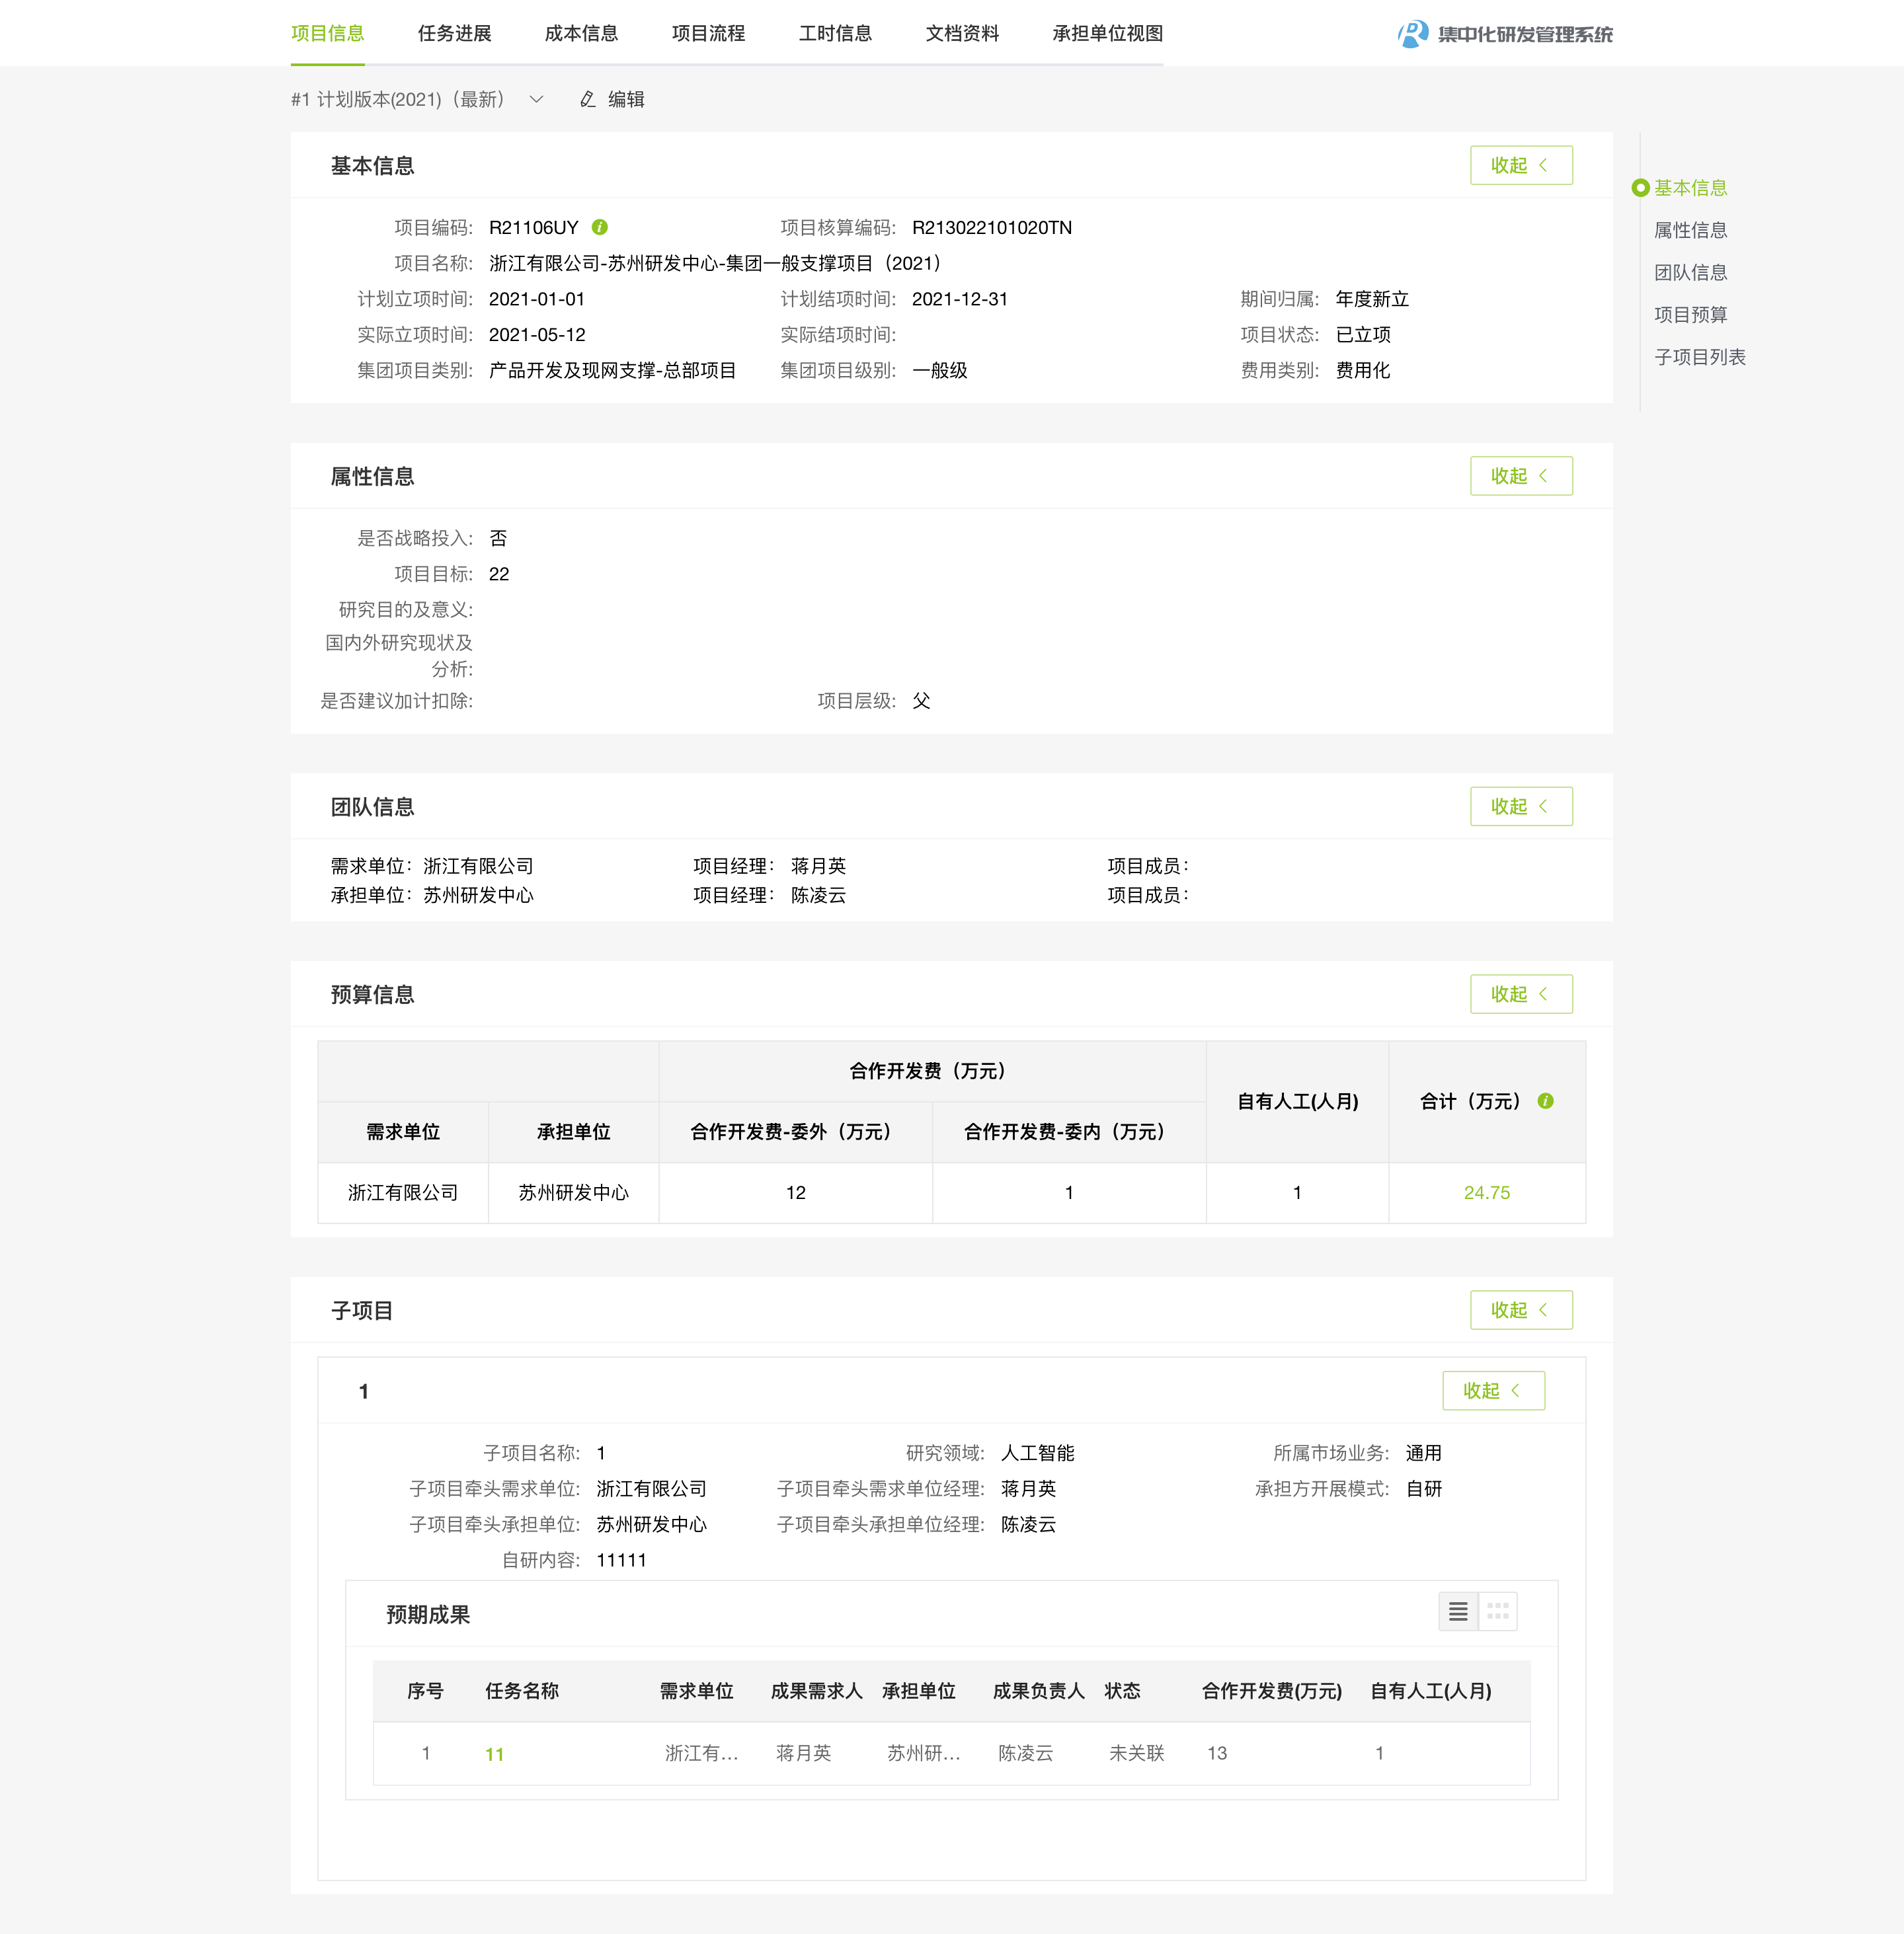 项目信息 任务进展 成本信息 项目流程 工时信息 文档资料 承担单位视图 集中化研发管理系统
#1 计划版本(2021)（最新） 编辑
基本信息 收起
项目编码: R21106UY 项目核算编码: R213022101020TN
项目名称: 浙江有限公司-苏州研发中心-集团一般支撑项目（2021）
计划立项时间: 2021-01-01 计划结项时间: 2021-12-31 期间归属: 年度新立
实际立项时间: 2021-05-12 实际结项时间: 项目状态: 已立项
集团项目类别: 产品开发及现网支撑-总部项目 集团项目级别: 一般级 费用类别: 费用化
基本信息
属性信息
团队信息
项目预算
子项目列表
属性信息 收起
是否战略投入: 否
项目目标: 22
研究目的及意义:
国内外研究现状及
分析:
是否建议加计扣除: 项目层级: 父
团队信息 收起
需求单位: 浙江有限公司 项目经理: 蒋月英 项目成员:
承担单位: 苏州研发中心 项目经理: 陈凌云 项目成员:
预算信息 收起
合作开发费（万元） 自有人工(人月) 合计（万元）
需求单位 承担单位 合作开发费-委外（万元） 合作开发费-委内（万元）
浙江有限公司 苏州研发中心 12 1 1 24.75
子项目 收起
1 收起
子项目名称: 1 研究领域: 人工智能 所属市场业务: 通用
子项目牵头需求单位: 浙江有限公司 子项目牵头需求单位经理: 蒋月英 承担方开展模式: 自研
子项目牵头承担单位: 苏州研发中心 子项目牵头承担单位经理: 陈凌云
自研内容: 11111
预期成果
序号 任务名称 需求单位 成果需求人 承担单位 成果负责人 状态 合作开发费(万元) 自有人工(人月)
1 11 浙江有... 蒋月英 苏州研... 陈凌云 未关联 13 1